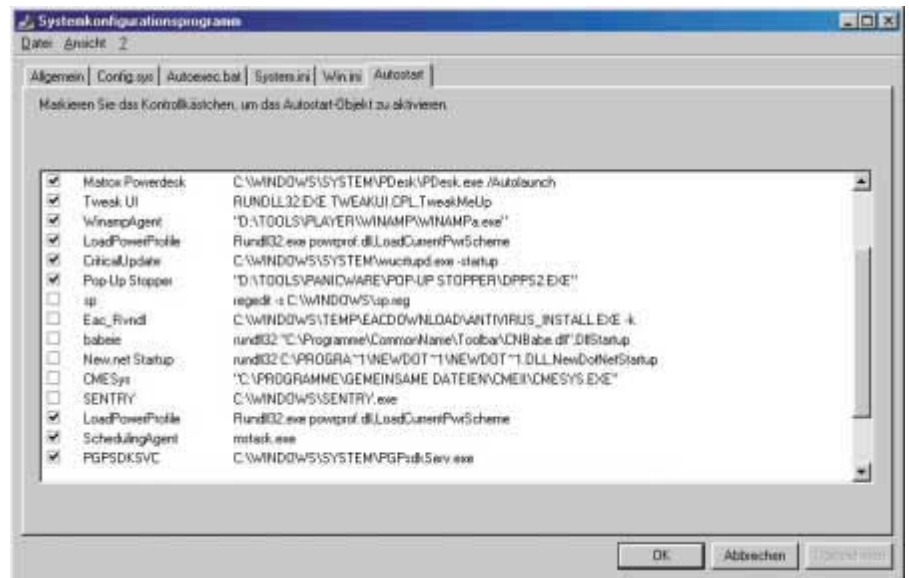 Systemkonfigurationsprogramm
Datei Ansicht ?
Allgemein Config.sys Autoexec.bat System.ini Win.ini Autostart
Markieren Sie das Kontrollkästchen, um das Autostart-Objekt zu aktivieren.
Matrox Powerdesk C:\WINDOWS\SYSTEM\PDesk\PDesk.exe /Autolaunch
Tweak UI RUNDLL32.EXE TWEAKUI.CPL,TweakMeUp
WinampAgent "D:\TOOLS\PLAYER\WINAMP\WINAMPa.exe"
LoadPowerProfile Rundll32.exe powrprof.dll,LoadCurrentPwrScheme
CriticalUpdate C:\WINDOWS\SYSTEM\wucrtupd.exe -startup
Pop-Up Stopper "D:\TOOLS\PANICWARE\POP-UP STOPPER\DPPS2.EXE"
sp regedit -s C:\WINDOWS\sp.reg
Eac_Rvndl C:\WINDOWS\TEMP\EACDOWNLOAD\ANTIVIRUS_INSTALL.EXE -k
babeie rundll32 "C:\Programme\CommonName\Toolbar\CNBabe.dll",DllStartup
New.net Startup rundll32 C:\PROGRA~1\NEWDOT~1\NEWDOT~1.DLL,NewDotNetStartup
CMESys "C:\PROGRAMME\GEMEINSAME DATEIEN\CMEII\CMESYS.EXE"
SENTRY C:\WINDOWS\SENTRY.exe
LoadPowerProfile Rundll32.exe powrprof.dll,LoadCurrentPwrScheme
SchedulingAgent mstask.exe
PGPSDKSVC C:\WINDOWS\SYSTEM\PGPsdkServ.exe
OK Abbrechen